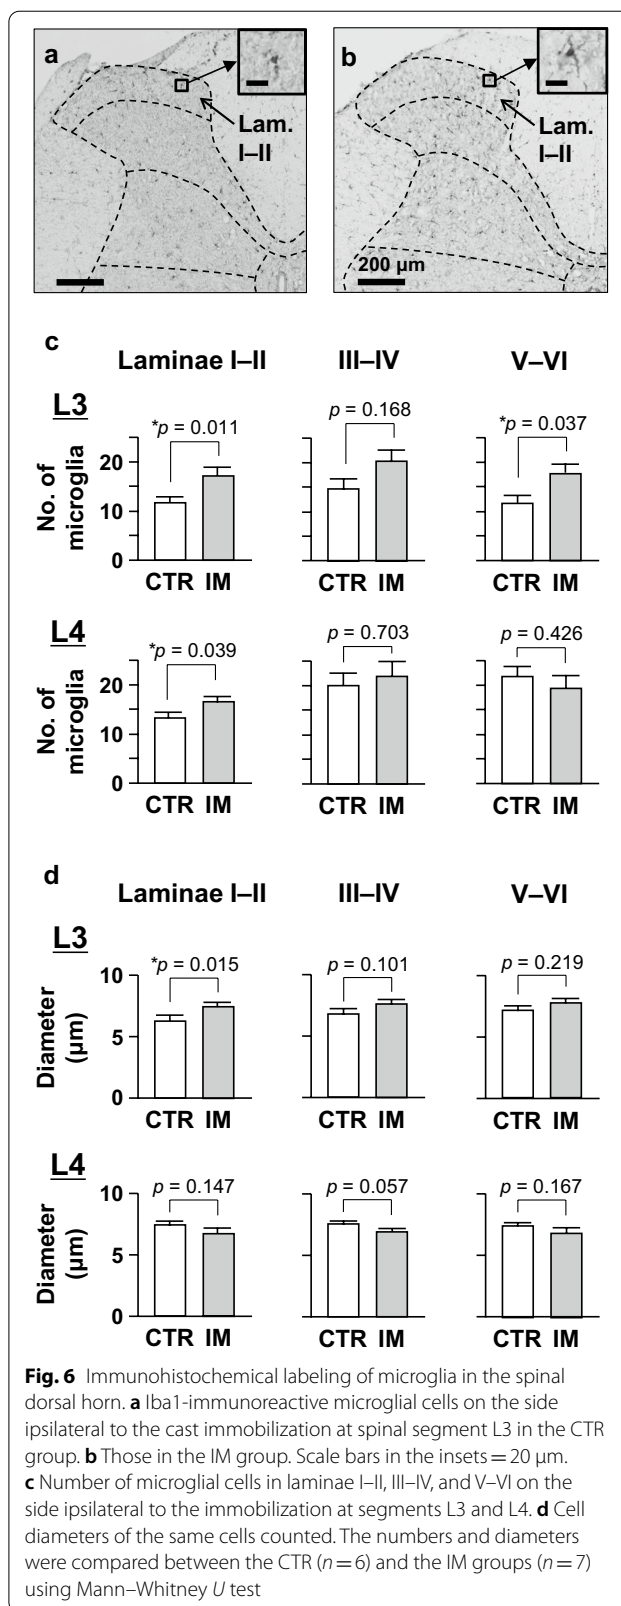 a
Lam.
I–II
b
Lam.
I–II
200 µm
c
Laminae I–II III–IV V–VI
L3
*p = 0.011 p = 0.168 *p = 0.037
No. of microglia
20
10
0
CTR IM CTR IM CTR IM
L4
*p = 0.039 p = 0.703 p = 0.426
No. of microglia
20
10
0
CTR IM CTR IM CTR IM
d
Laminae I–II III–IV V–VI
L3
*p = 0.015 p = 0.101 p = 0.219
Diameter (µm)
10
5
0
CTR IM CTR IM CTR IM
L4
p = 0.147 p = 0.057 p = 0.167
Diameter (µm)
10
5
0
CTR IM CTR IM CTR IM
Fig. 6 Immunohistochemical labeling of microglia in the spinal
dorsal horn. a Iba1-immunoreactive microglial cells on the side
ipsilateral to the cast immobilization at spinal segment L3 in the CTR
group. b Those in the IM group. Scale bars in the insets = 20 µm.
c Number of microglial cells in laminae I–II, III–IV, and V–VI on the
side ipsilateral to the immobilization at segments L3 and L4. d Cell
diameters of the same cells counted. The numbers and diameters
were compared between the CTR (n = 6) and the IM groups (n = 7)
using Mann–Whitney U test